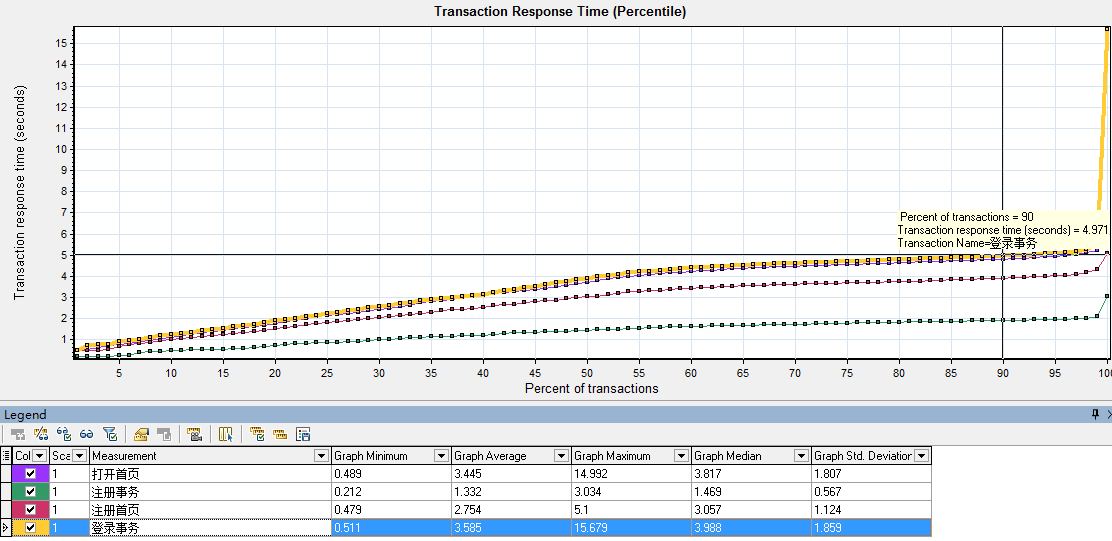 Transaction Response Time (Percentile)
Transaction response time (seconds)
15
14
13
12
11
10
9
8
7
6
5
4
3
2
1
Percent of transactions = 90
Transaction response time (seconds) = 4.971
Transaction Name=登录事务
5 10 15 20 25 30 35 40 45 50 55 60 65 70 75 80 85 90 95 100
Percent of transactions
Legend
Col Sca Measurement Graph Minimum Graph Average Graph Maximum Graph Median Graph Std. Deviation
1 打开首页 0.489 3.445 14.992 3.817 1.807
1 注册事务 0.212 1.332 3.034 1.469 0.567
1 注册首页 0.479 2.754 5.1 3.057 1.124
1 登录事务 0.511 3.585 15.679 3.988 1.859